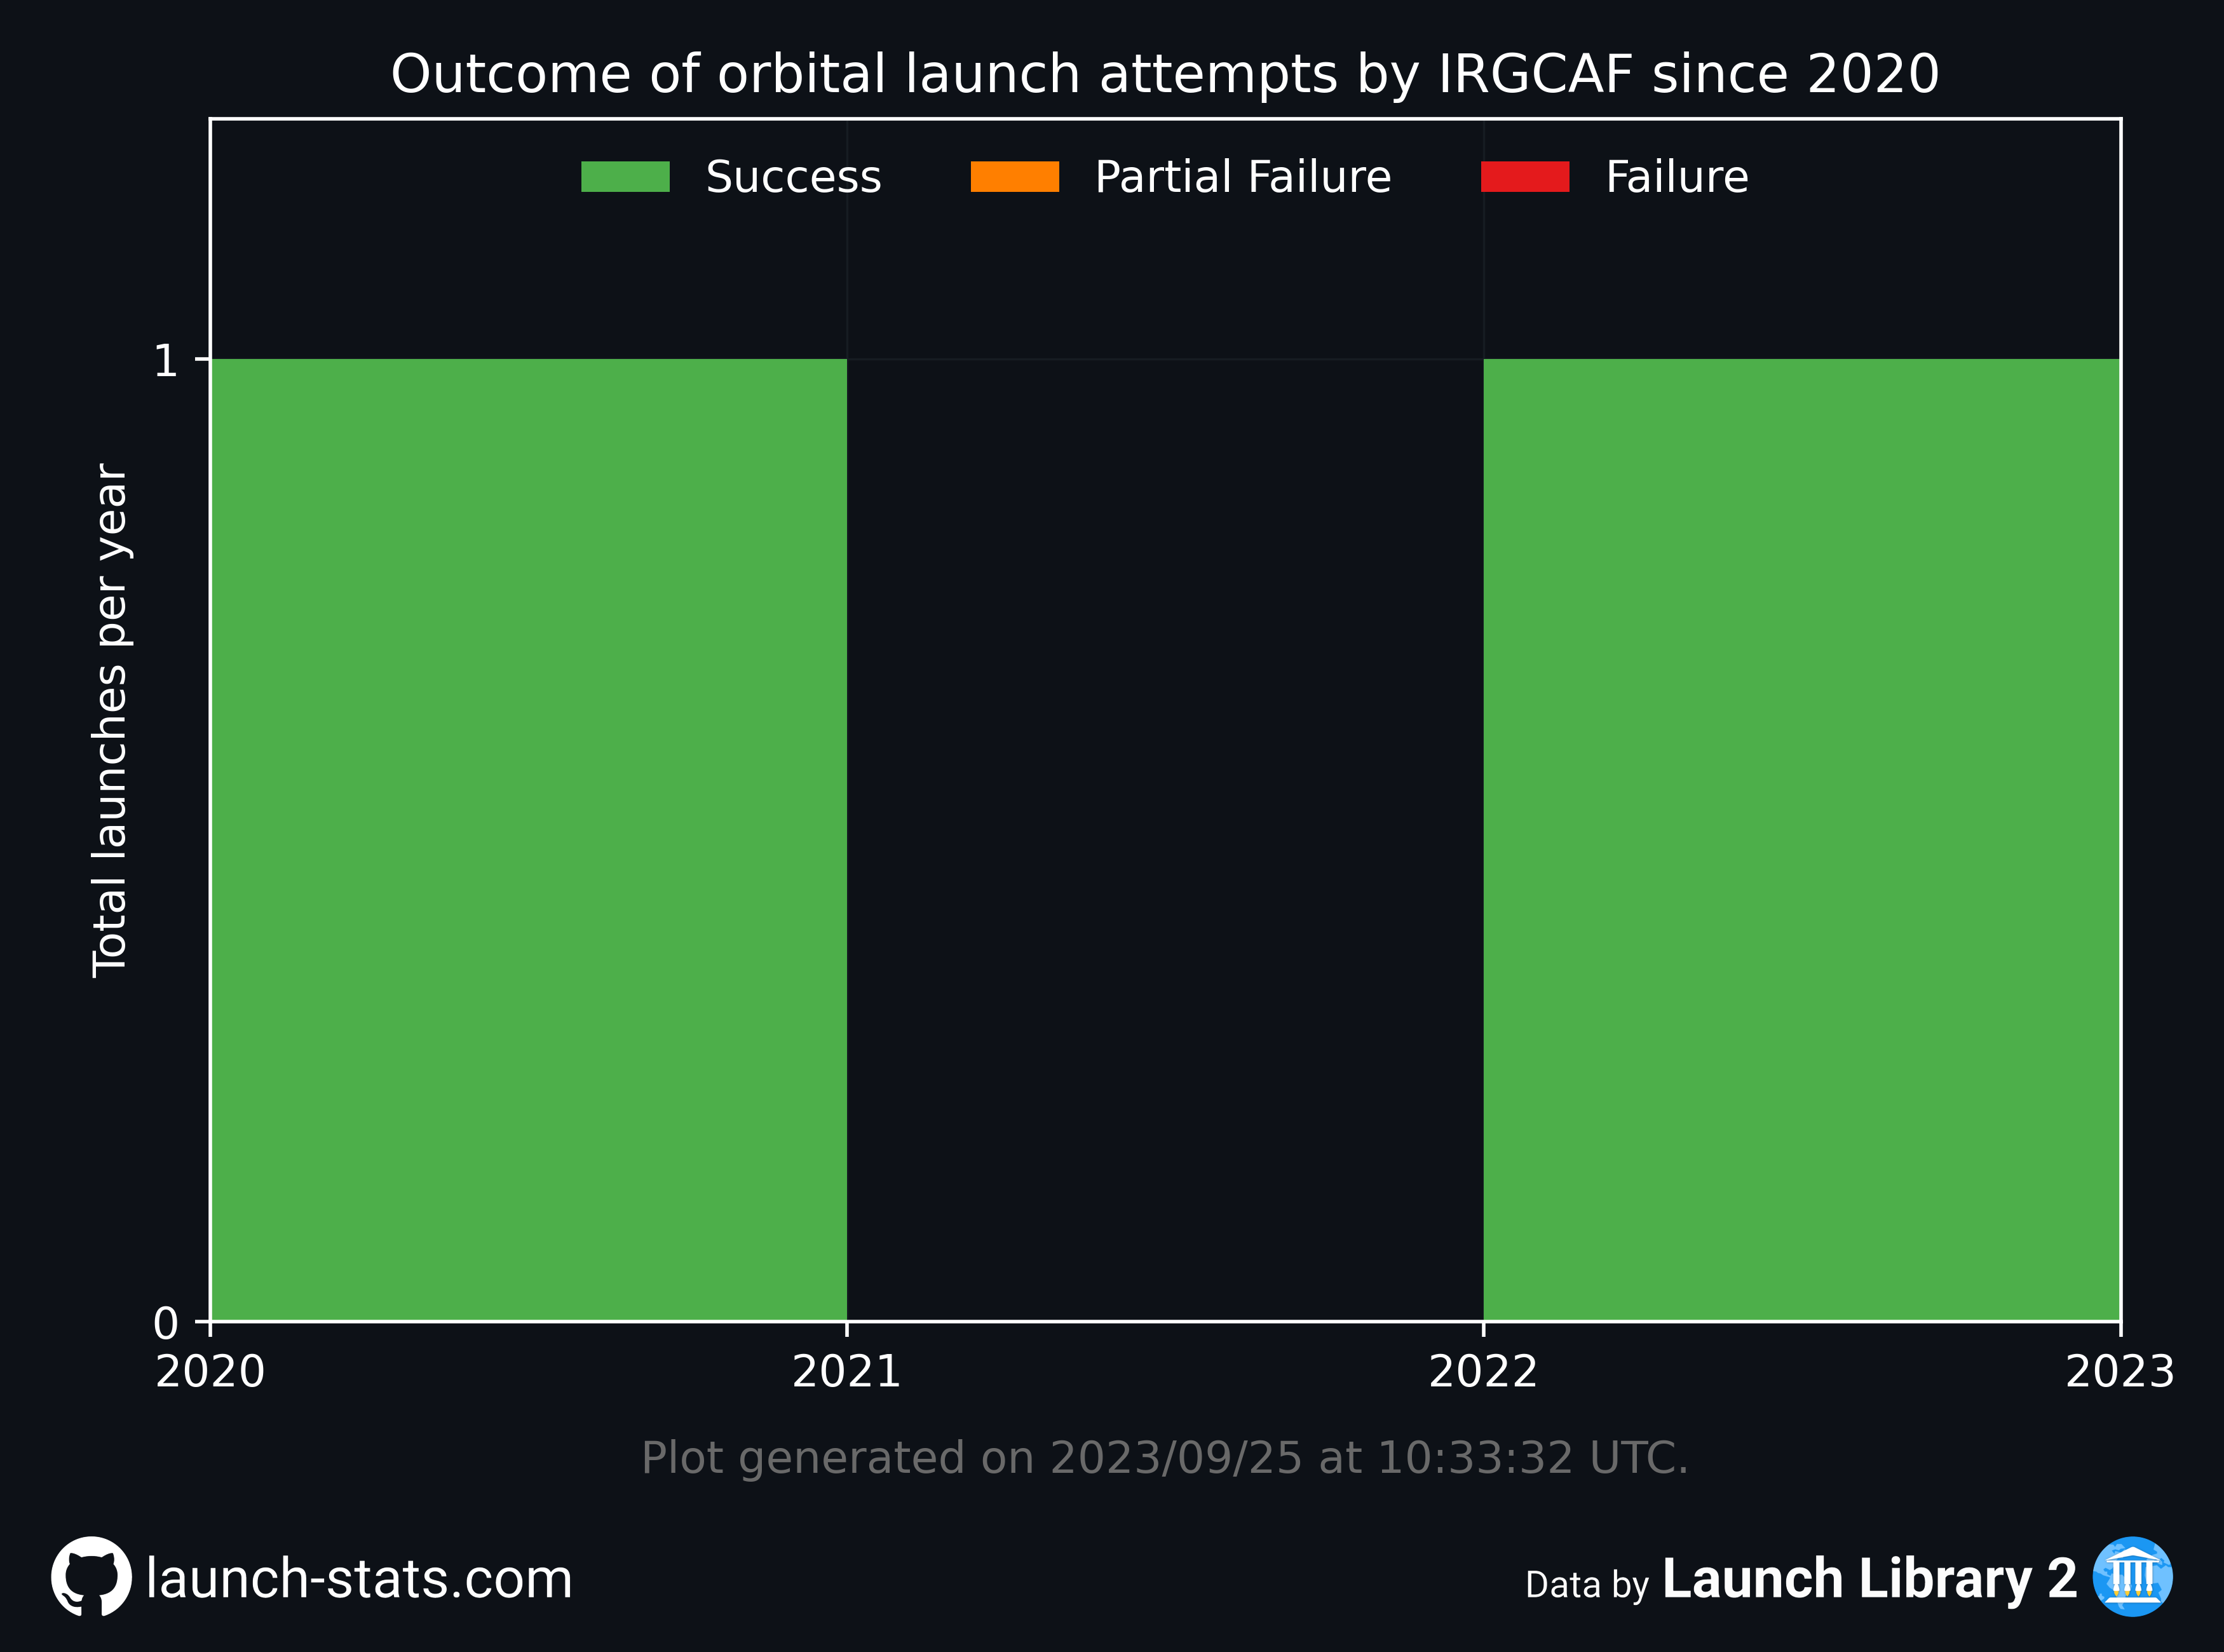 Outcome of orbital launch attempts by IRGCAF since 2020
Success Partial Failure Failure
Total launches per year
1
0
2020 2021 2022 2023
Plot generated on 2023/09/25 at 10:33:32 UTC.
launch-stats.com
Data by Launch Library 2